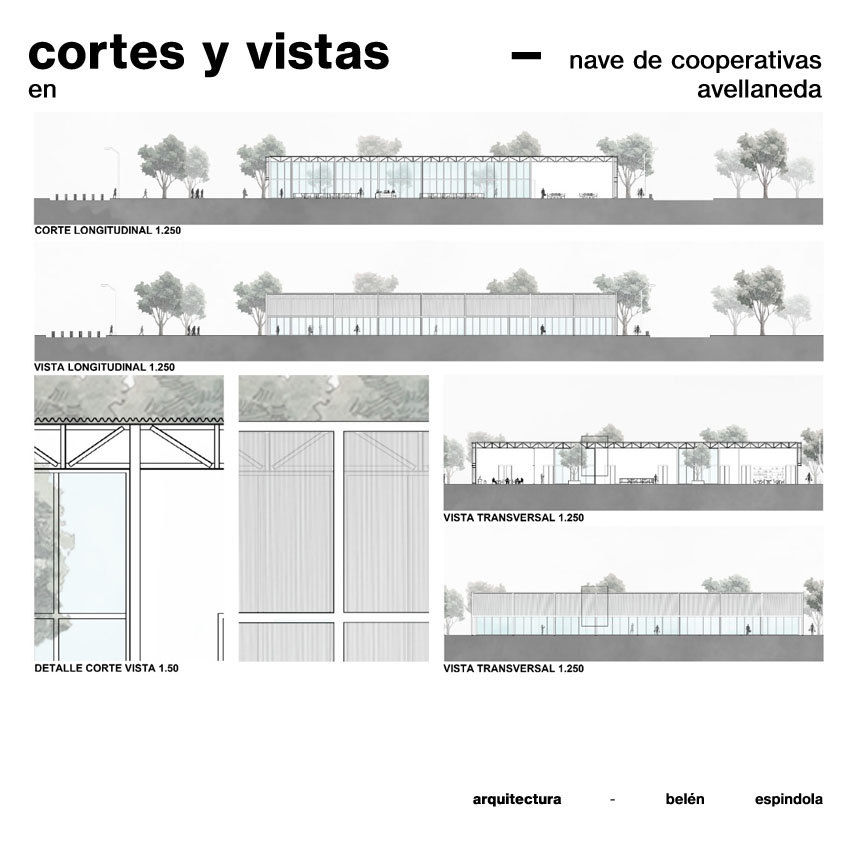 cortes y vistas
en
— nave de cooperativas
avellaneda
CORTE LONGITUDINAL 1.250
VISTA LONGITUDINAL 1.250
DETALLE CORTE VISTA 1.50
VISTA TRANSVERSAL 1.250
VISTA TRANSVERSAL 1.250
arquitectura - belén espindola